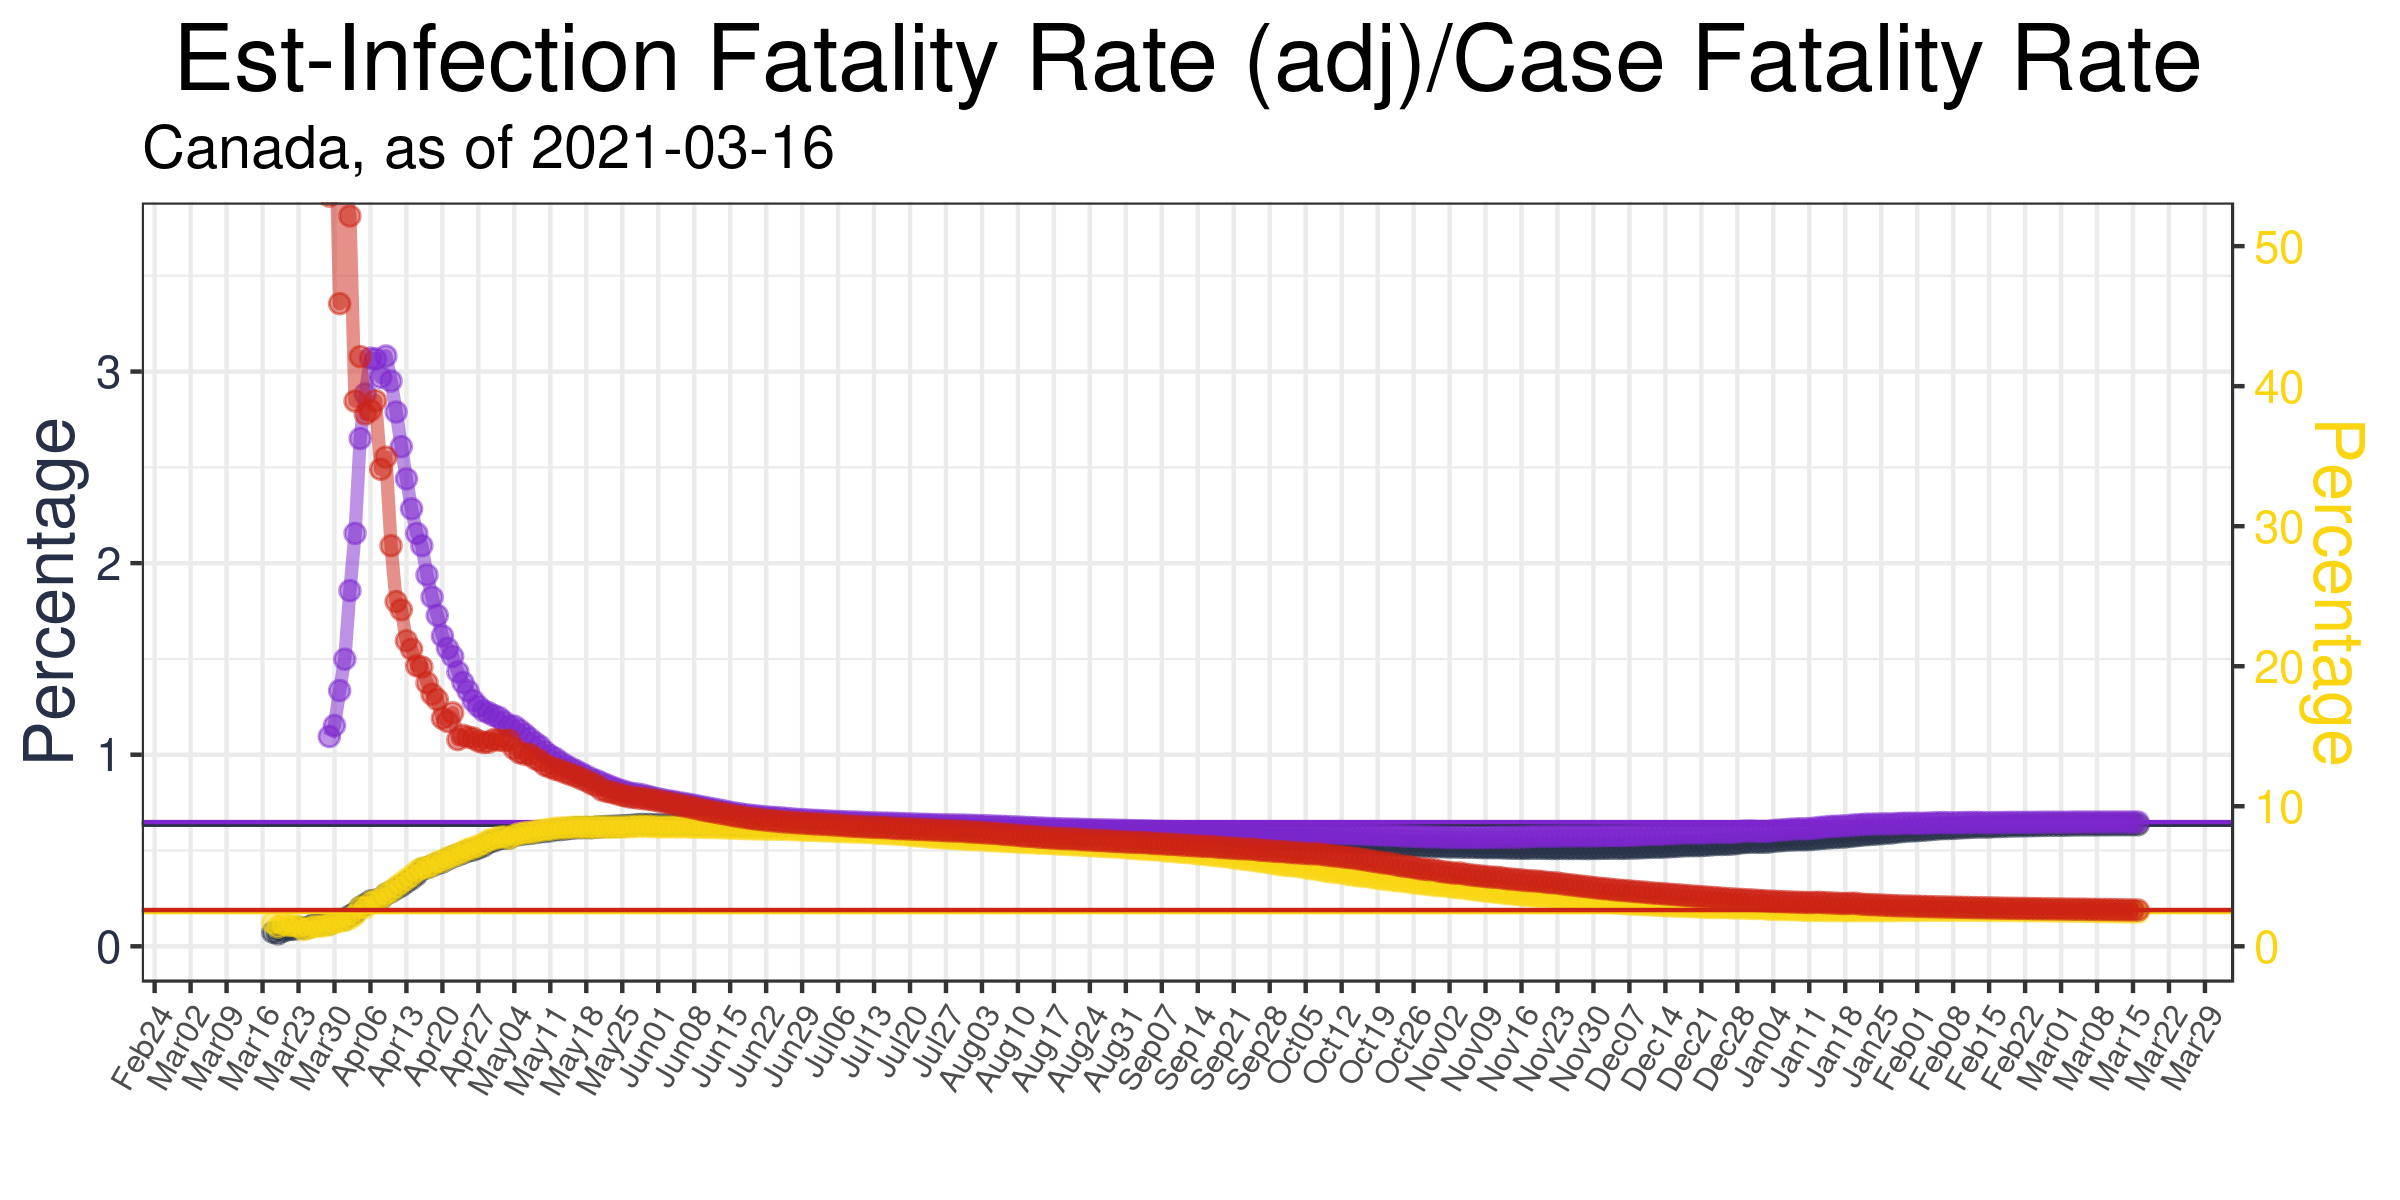 Est-Infection Fatality Rate (adj)/Case Fatality Rate
Canada, as of 2021-03-16
Percentage
3
2
1
0
50
40
30
20
10
0
Percentage
Feb24
Mar02
Mar09
Mar16
Mar23
Mar30
Apr06
Apr13
Apr20
Apr27
May04
May11
May18
May25
Jun01
Jun08
Jun15
Jun22
Jun29
Jul06
Jul13
Jul20
Jul27
Aug03
Aug10
Aug17
Aug24
Aug31
Sep07
Sep14
Sep21
Sep28
Oct05
Oct12
Oct19
Oct26
Nov02
Nov09
Nov16
Nov23
Nov30
Dec07
Dec14
Dec21
Dec28
Jan04
Jan11
Jan18
Jan25
Feb01
Feb08
Feb15
Feb22
Mar01
Mar08
Mar15
Mar22
Mar29